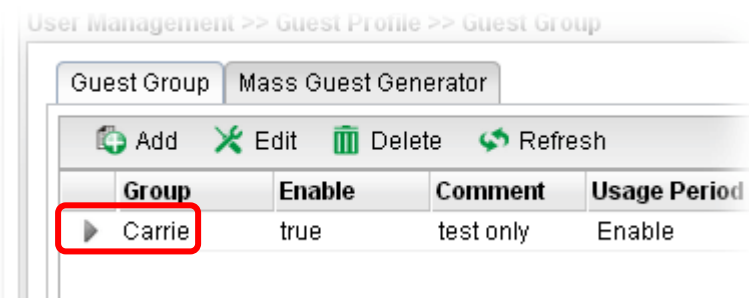 User Management >> Guest Profile >> Guest Group
Guest Group Mass Guest Generator
Add Edit Delete Refresh
Group Enable Comment Usage Period
Carrie true test only Enable